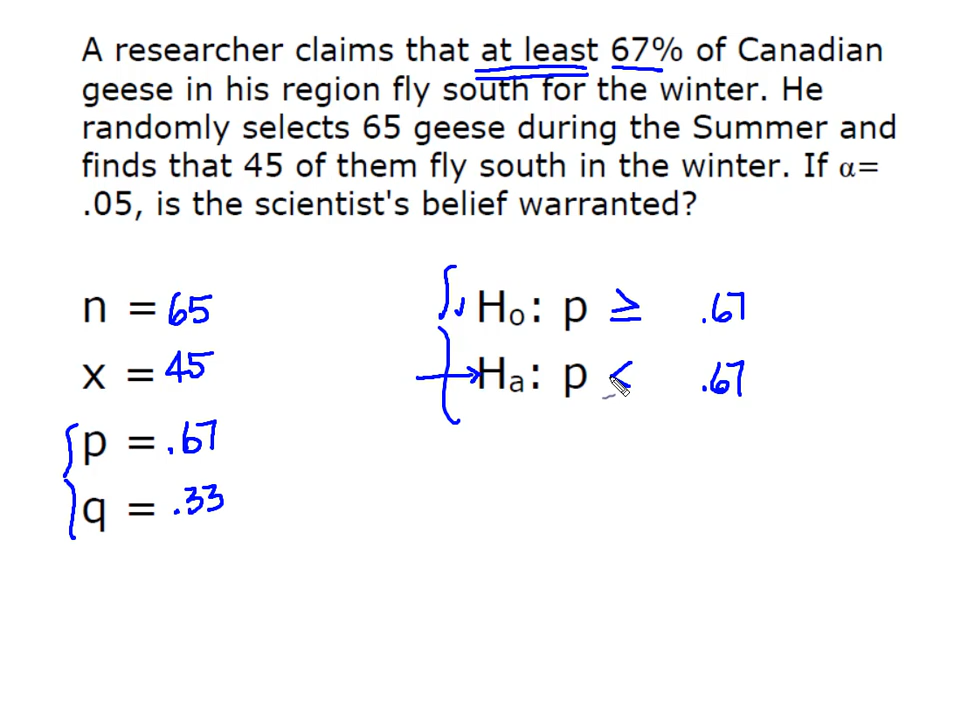 A researcher claims that at least 67% of Canadian
geese in his region fly south for the winter. He
randomly selects 65 geese during the Summer and
finds that 45 of them fly south in the winter. If α=
.05, is the scientist's belief warranted?
n = 65
x = 45
p = .67
q = .33
H₀: p ≥ .67
Hₐ: p < .67